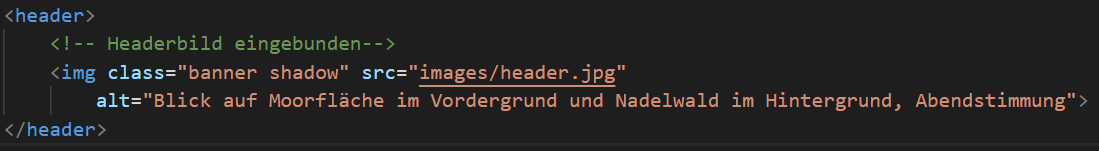 <header>
<!-- Headerbild eingebunden-->
<img class="banner shadow" src="images/header.jpg"
alt="Blick auf Moorfläche im Vordergrund und Nadelwald im Hintergrund, Abendstimmung">
</header>